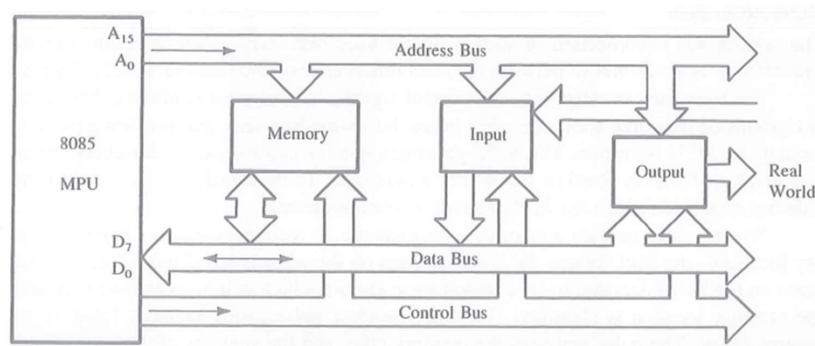 A15
A0
Address Bus
8085
MPU
Memory
Input
Output
Real
World
D7
D0
Data Bus
Control Bus